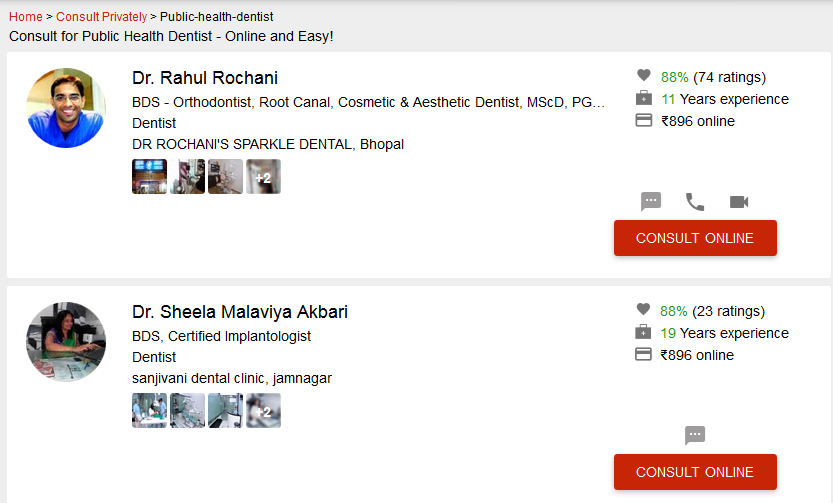 Home > Consult Privately > Public-health-dentist
Consult for Public Health Dentist - Online and Easy!
Dr. Rahul Rochani
BDS - Orthodontist, Root Canal, Cosmetic & Aesthetic Dentist, MScD, PG...
Dentist
DR ROCHANI'S SPARKLE DENTAL, Bhopal
+2
88% (74 ratings)
11 Years experience
₹896 online
CONSULT ONLINE
Dr. Sheela Malaviya Akbari
BDS, Certified Implantologist
Dentist
sanjivani dental clinic, jamnagar
+2
88% (23 ratings)
19 Years experience
₹896 online
CONSULT ONLINE